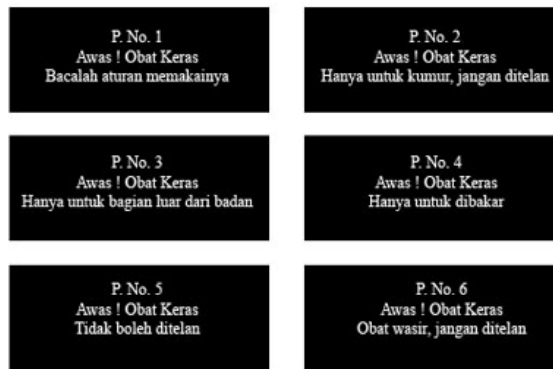 P. No. 1
Awas ! Obat Keras
Bacalah aturan memakainya
P. No. 2
Awas ! Obat Keras
Hanya untuk kumur, jangan ditelan
P. No. 3
Awas ! Obat Keras
Hanya untuk bagian luar dari badan
P. No. 4
Awas ! Obat Keras
Hanya untuk dibakar
P. No. 5
Awas ! Obat Keras
Tidak boleh ditelan
P. No. 6
Awas ! Obat Keras
Obat wasir, jangan ditelan